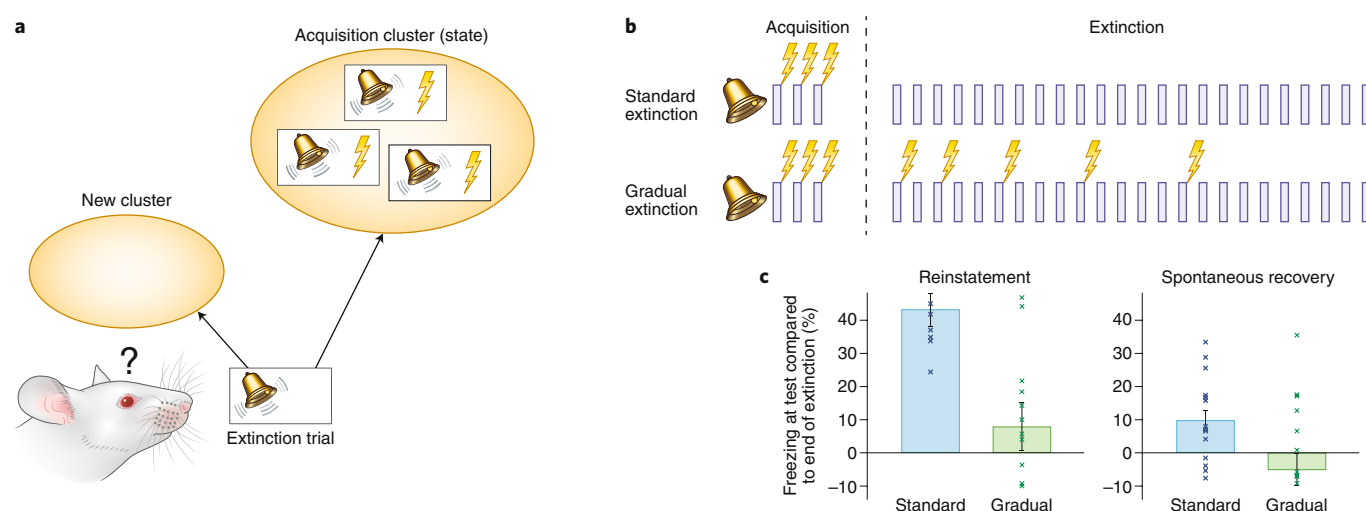 a
Acquisition cluster (state)
New cluster
?
Extinction trial
b
Acquisition
Extinction
Standard
extinction
Gradual
extinction
c
Freezing at test compared
to end of extinction (%)
Reinstatement
40
30
20
10
0
–10
Standard
Gradual
Spontaneous recovery
40
30
20
10
0
–10
Standard
Gradual